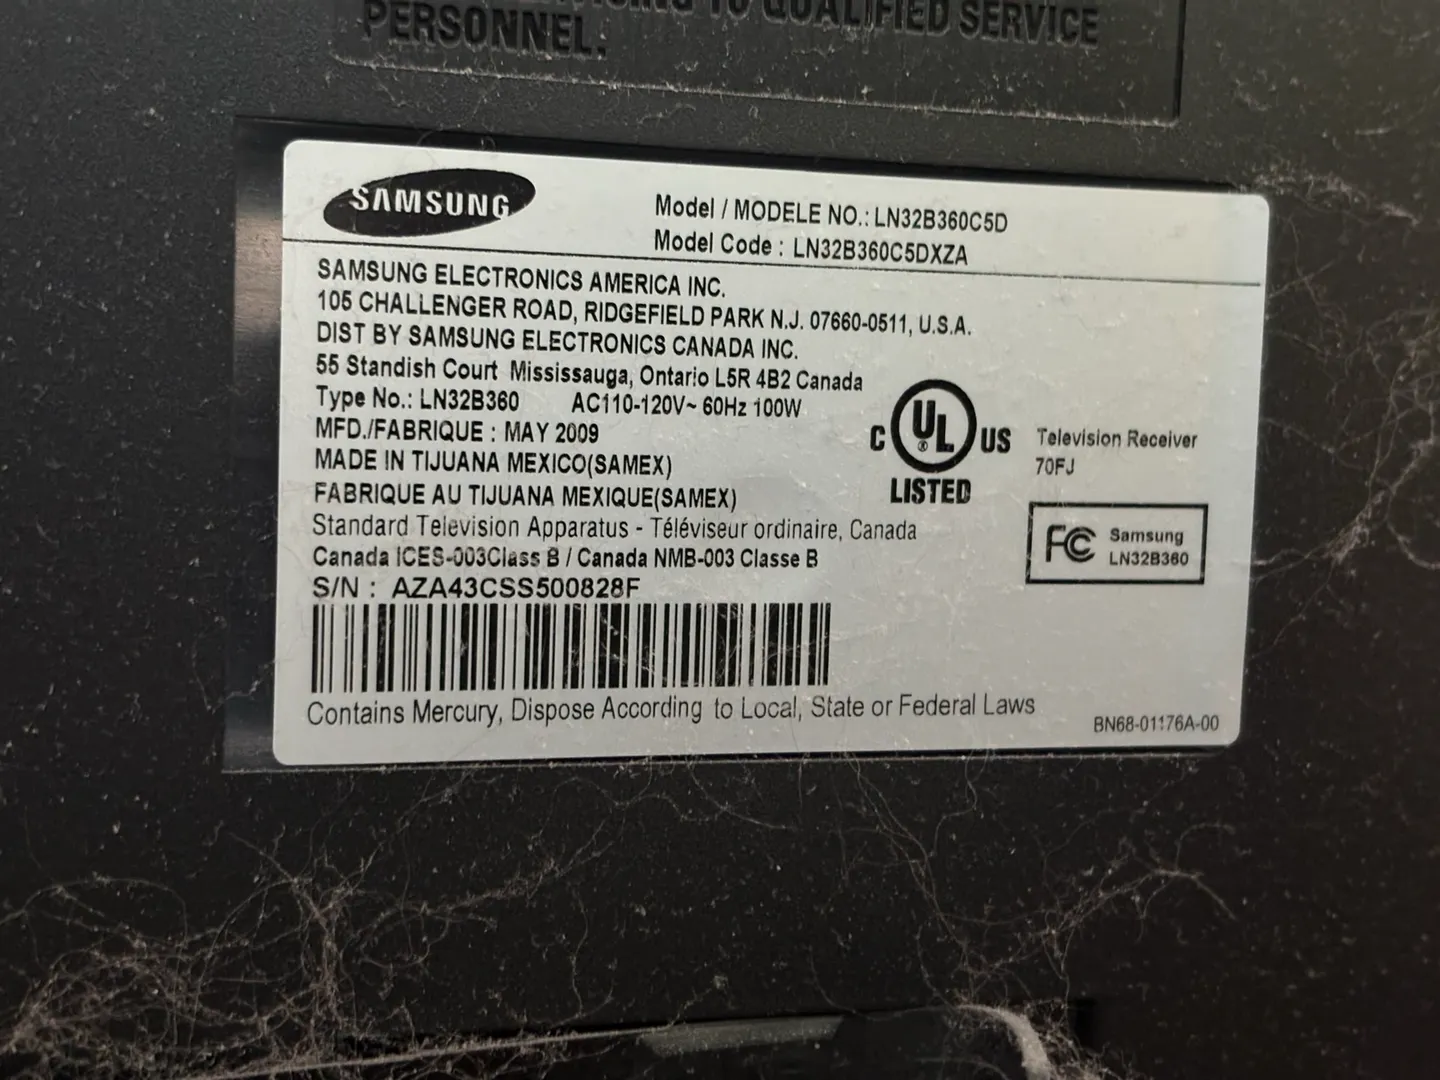 SERVICING TO QUALIFIED SERVICE
PERSONNEL.
SAMSUNG
Model / MODELE NO.: LN32B360C5D
Model Code : LN32B360C5DXZA
SAMSUNG ELECTRONICS AMERICA INC.
105 CHALLENGER ROAD, RIDGEFIELD PARK N.J. 07660-0511, U.S.A.
DIST BY SAMSUNG ELECTRONICS CANADA INC.
55 Standish Court Mississauga, Ontario L5R 4B2 Canada
Type No.: LN32B360 AC110-120V~ 60Hz 100W
MFD./FABRIQUE : MAY 2009
MADE IN TIJUANA MEXICO(SAMEX)
FABRIQUE AU TIJUANA MEXIQUE(SAMEX)
Standard Television Apparatus - Téléviseur ordinaire, Canada
Canada ICES-003Class B / Canada NMB-003 Classe B
S/N : AZA43CSS500828F
C UL ® US
LISTED
Television Receiver
70FJ
FC Samsung
LN32B360
Contains Mercury, Dispose According to Local, State or Federal Laws
BN68-01176A-00